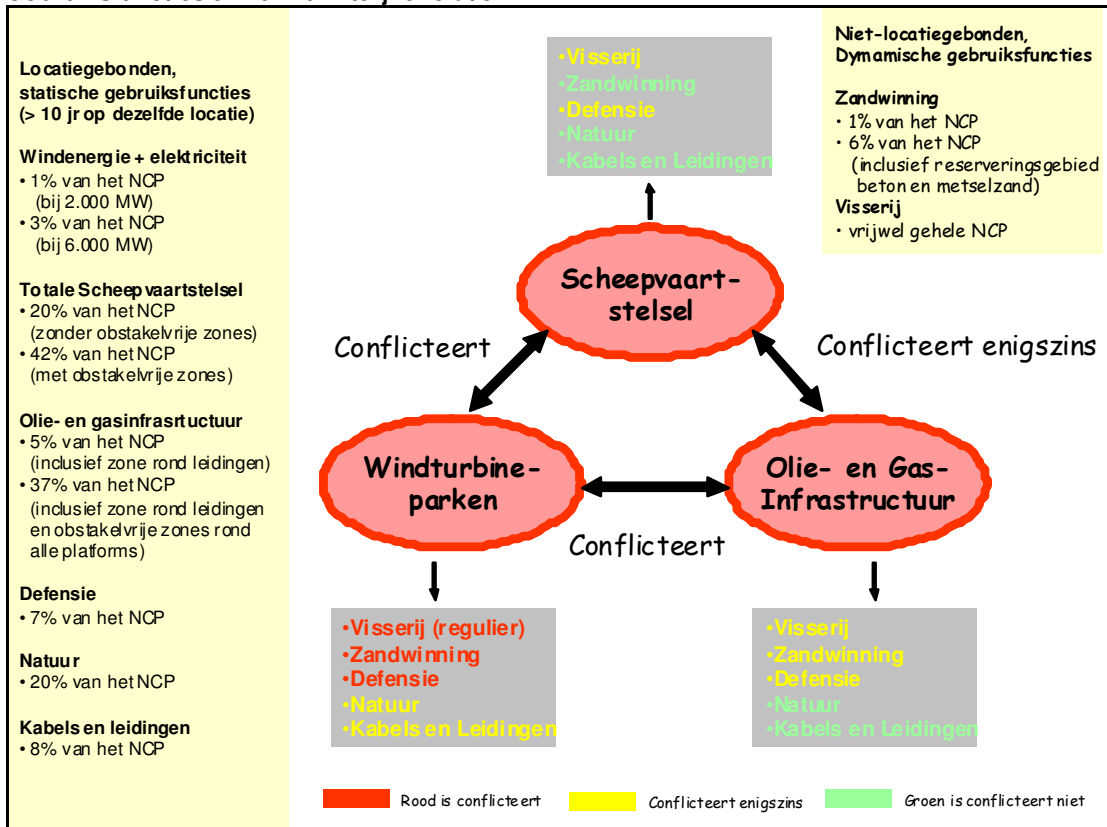 Locatiegebonden,
statische gebruiksfuncties
(> 10 jr op dezelfde locatie)
Windenergie + elektriciteit
• 1% van het NCP
(bij 2.000 MW)
• 3% van het NCP
(bij 6.000 MW)
Totale Scheepvaartstelsel
• 20% van het NCP
(zonder obstakelvrije zones)
• 42% van het NCP
(met obstakelvrije zones)
Olie- en gasinfrasrtuctuur
• 5% van het NCP
(inclusief zone rond leidingen)
• 37% van het NCP
(inclusief zone rond leidingen
en obstakelvrije zones rond
alle platforms)
Defensie
• 7% van het NCP
Natuur
• 20% van het NCP
Kabels en leidingen
• 8% van het NCP
•Visserij
•Zandwinning
•Defensie
•Natuur
•Kabels en Leidingen
Niet-locatiegebonden,
Dymamische gebruiksfuncties
Zandwinning
• 1% van het NCP
• 6% van het NCP
(inclusief reserveringsgebied
beton en metselzand)
Visserij
• vrijwel gehele NCP
Scheepvaart-
stelsel
Conflicteert
Conflicteert enigszins
Windturbine-
parken
Olie- en Gas-
Infrastructuur
Conflicteert
•Visserij (regulier)
•Zandwinning
•Defensie
•Natuur
•Kabels en Leidingen
•Visserij
•Zandwinning
•Defensie
•Natuur
•Kabels en Leidingen
Rood is conflicteert
Conflicteert enigszins
Groen is conflicteert niet